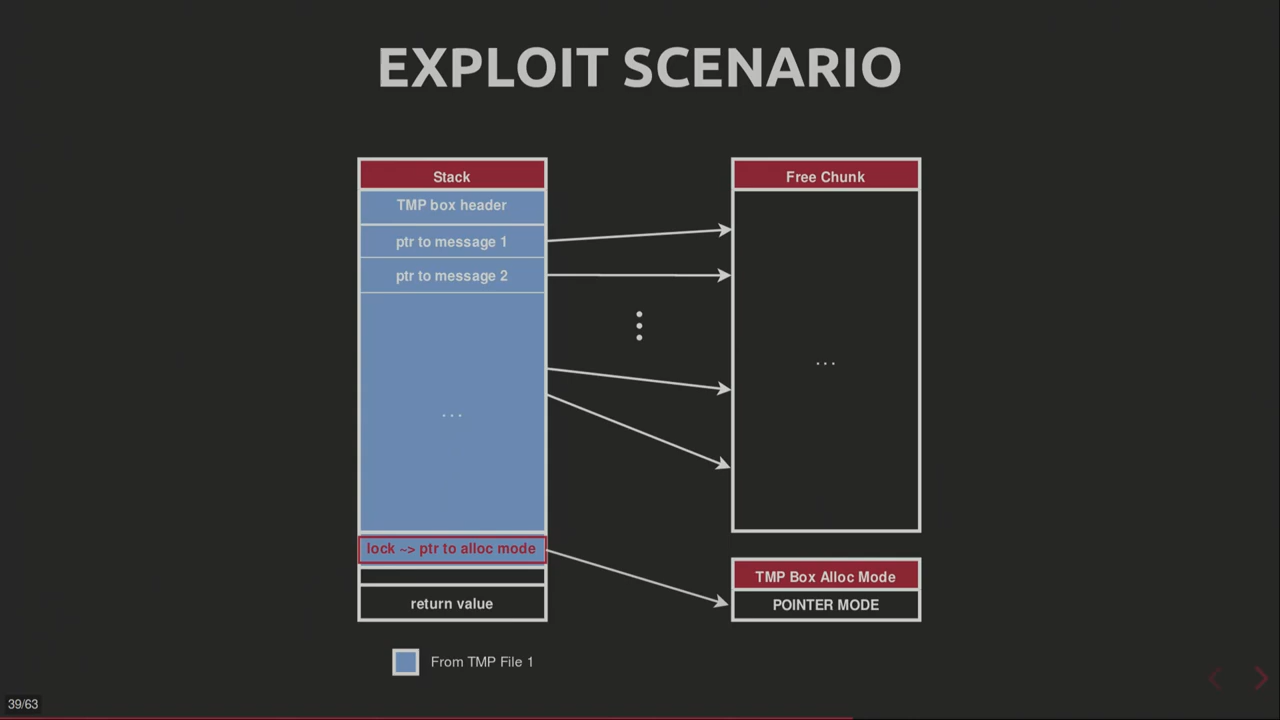 EXPLOIT SCENARIO
Stack
TMP box header
ptr to message 1
ptr to message 2
...
lock ~> ptr to alloc mode
return value
Free Chunk
...
TMP Box Alloc Mode
POINTER MODE
From TMP File 1
39/63